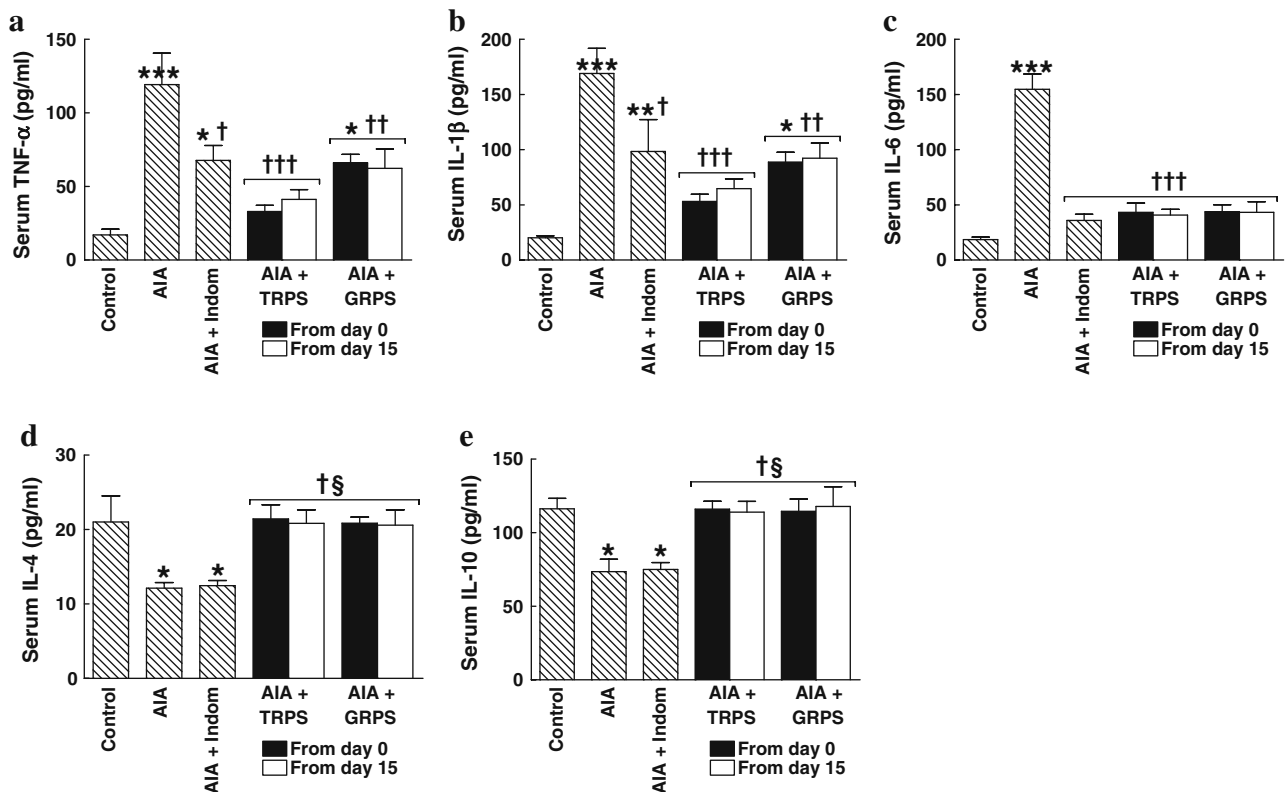 a
Serum TNF-α (pg/ml)
150
100
50
0
***
* †
†††
* ††
Control
AIA
AIA + Indom
AIA +
TRPS
AIA +
GRPS
From day 0
From day 15
b
Serum IL-1β (pg/ml)
200
150
100
50
0
***
**†
†††
* ††
Control
AIA
AIA + Indom
AIA +
TRPS
AIA +
GRPS
From day 0
From day 15
c
Serum IL-6 (pg/ml)
200
150
100
50
0
***
†††
Control
AIA
AIA + Indom
AIA +
TRPS
AIA +
GRPS
From day 0
From day 15
d
Serum IL-4 (pg/ml)
30
20
10
0
*
*
†§
Control
AIA
AIA + Indom
AIA +
TRPS
AIA +
GRPS
From day 0
From day 15
e
Serum IL-10 (pg/ml)
150
100
50
0
*
*
†§
Control
AIA
AIA + Indom
AIA +
TRPS
AIA +
GRPS
From day 0
From day 15